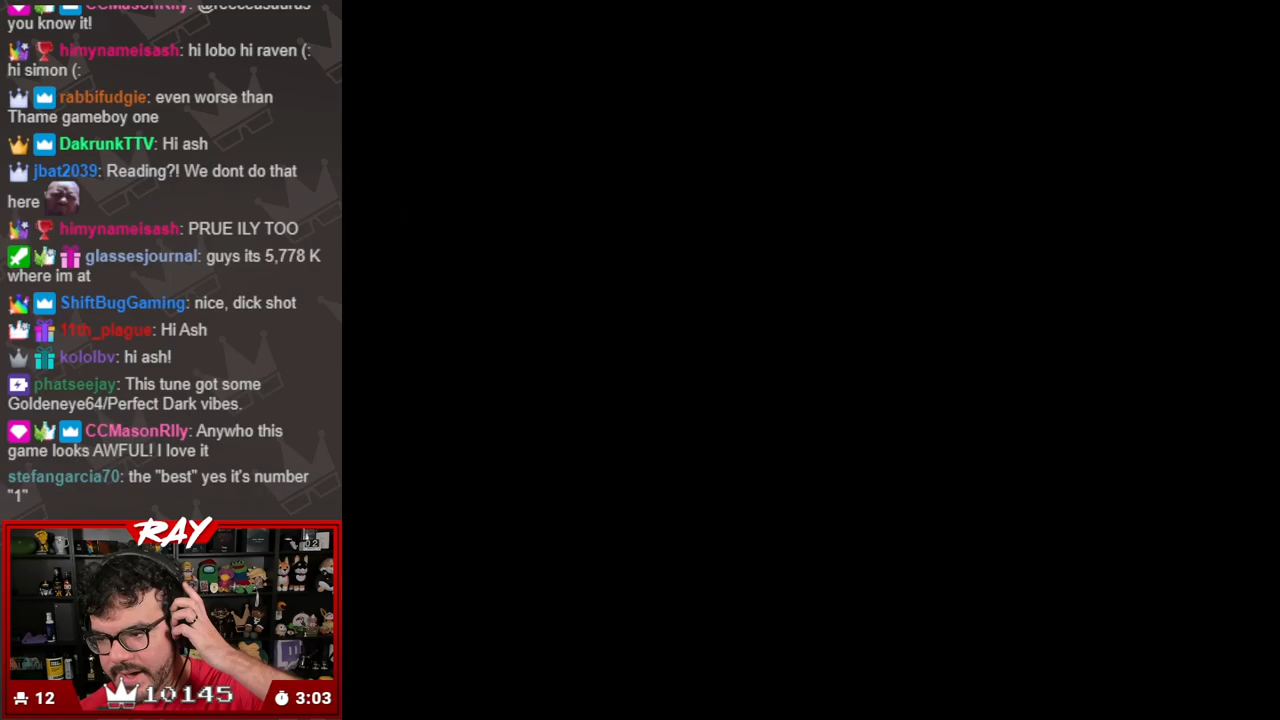 CCMasonRlly: @reeceasaurus
you know it!
himynameisash: hi lobo hi raven (:
hi simon (:
rabbifudgie: even worse than
Thame gameboy one
DakrunkTTV: Hi ash
jbat2039: Reading?! We dont do that
here
himynameisash: PRUE ILY TOO
glassesjournal: guys its 5,778 K
where im at
ShiftBugGaming: nice, dick shot
11th_plague: Hi Ash
kololbv: hi ash!
phatseejay: This tune got some
Goldeneye64/Perfect Dark vibes.
CCMasonRlly: Anywho this
game looks AWFUL! I love it
stefangarcia70: the "best" yes it's number
"1"
RAY
12
10145
3:03